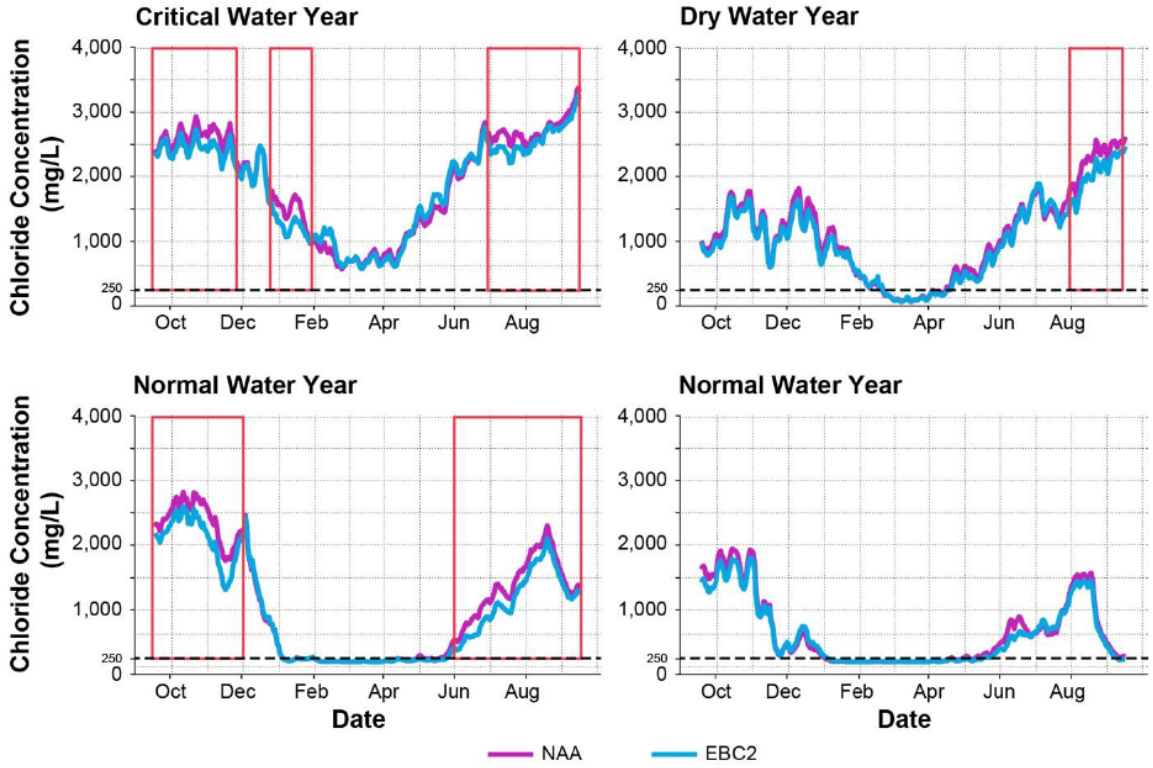 Critical Water Year
Dry Water Year
Chloride Concentration
(mg/L)
4,000
3,000
2,000
1,000
250
0
Oct Dec Feb Apr Jun Aug
4,000
3,000
2,000
1,000
250
0
Oct Dec Feb Apr Jun Aug
Normal Water Year
Normal Water Year
Chloride Concentration
(mg/L)
4,000
3,000
2,000
1,000
250
0
Oct Dec Feb Apr Jun Aug
Date
4,000
3,000
2,000
1,000
250
0
Oct Dec Feb Apr Jun Aug
Date
NAA EBC2